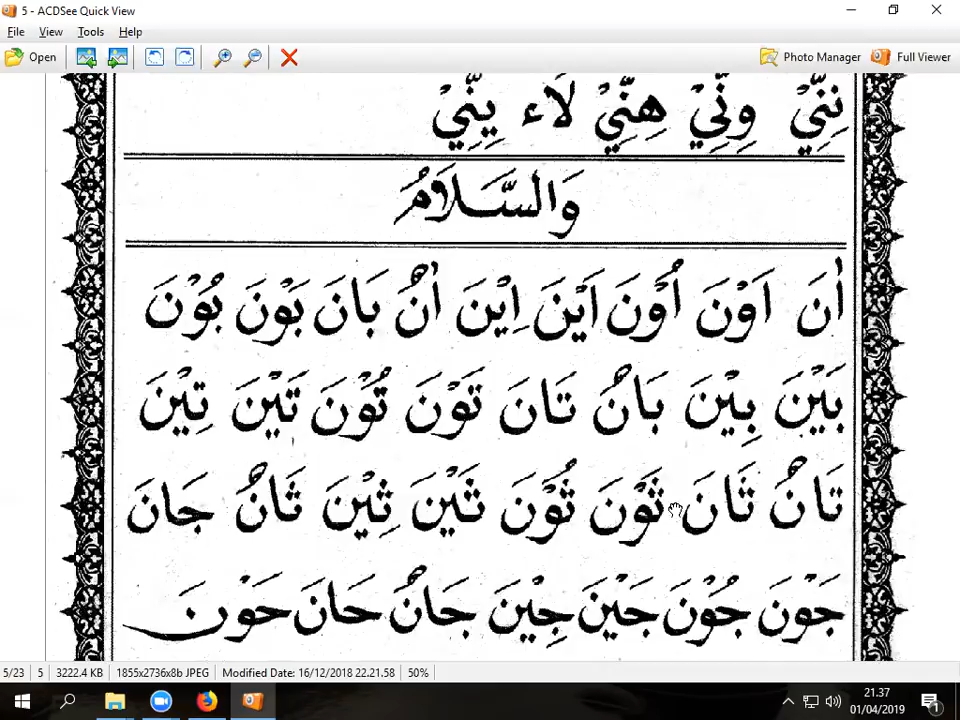 5 - ACDSee Quick View
File View Tools Help
Open Photo Manager Full Viewer
نِنِّيْ وِنِّيْ هِنِّيْ لَاء يِنِّيْ
وَالسَّلَامُ
اٰنَ اَوْنَ اُوْنَ اَيْنَ اِيْنَ اٰنٌ بَانَ بَوْنَ بُوْنَ
بَيْنَ بِيْنَ بَانٌ تَانَ تَوْنَ تُوْنَ تَيْنَ تِيْنَ
تَانٌ ثَانَ ثَوْنَ ثُوْنَ ثَيْنَ ثِيْنَ ثَانٌ جَانَ
جَوْنَ جُوْنَ جَيْنَ جِيْنَ جَانٌ حَانَ حَوْنَ
5/23 5 3222.4 KB 1855x2736x8b JPEG Modified Date: 16/12/2018 22.21.58 50%
21.37
01/04/2019
1